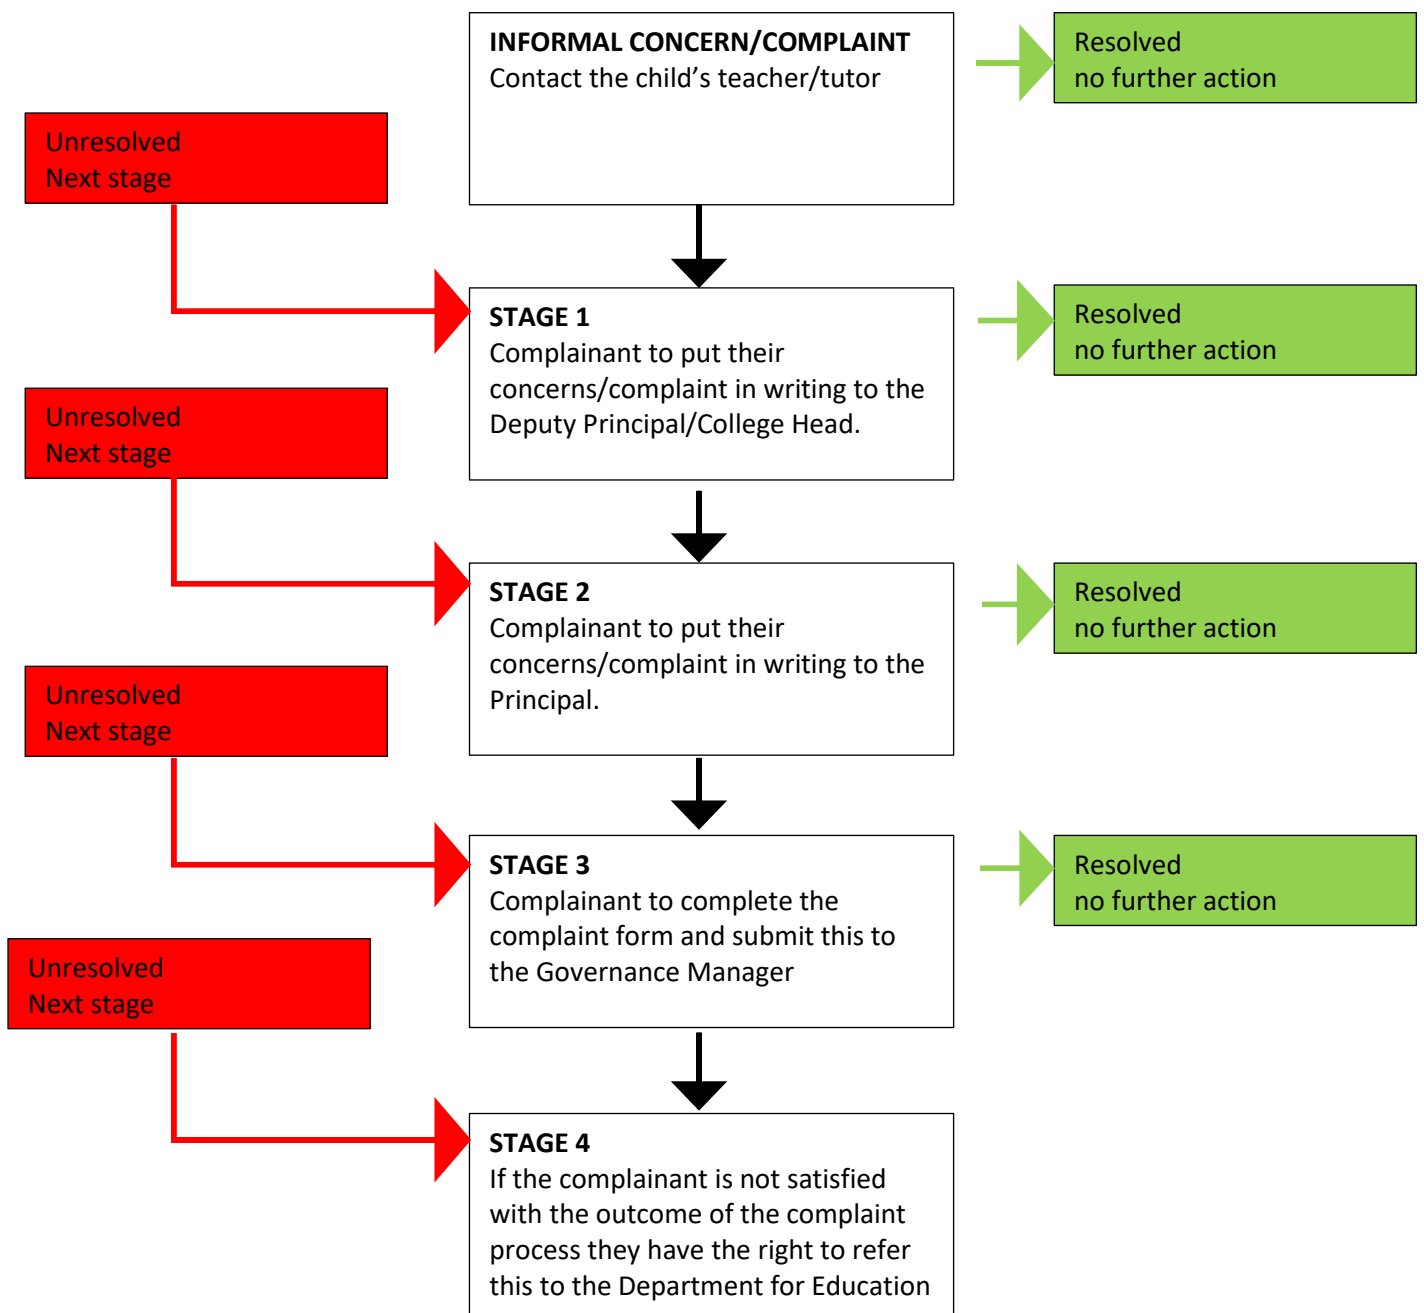 INFORMAL CONCERN/COMPLAINT
Contact the child's teacher/tutor
Resolved
no further action
Unresolved
Next stage
STAGE 1
Complainant to put their
concerns/complaint in writing to the
Deputy Principal/College Head.
Resolved
no further action
Unresolved
Next stage
STAGE 2
Complainant to put their
concerns/complaint in writing to the
Principal.
Resolved
no further action
Unresolved
Next stage
STAGE 3
Complainant to complete the
complaint form and submit this to
the Governance Manager
Resolved
no further action
Unresolved
Next stage
STAGE 4
If the complainant is not satisfied
with the outcome of the complaint
process they have the right to refer
this to the Department for Education